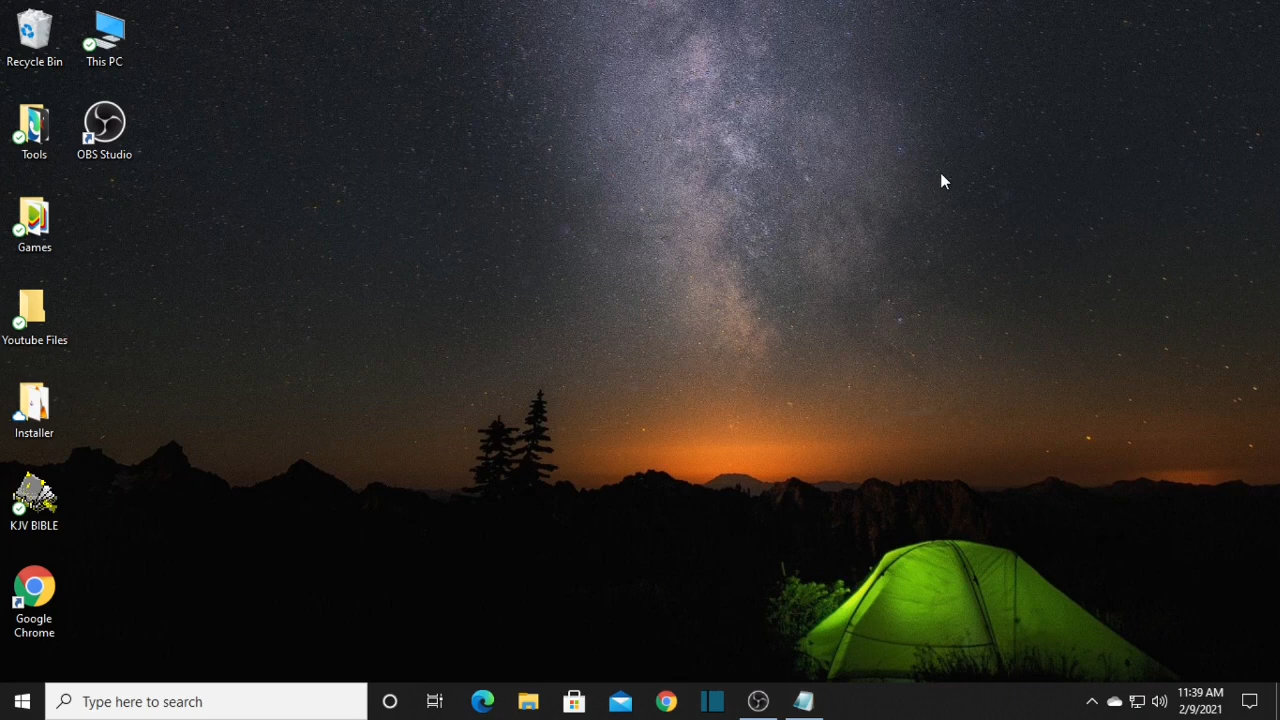 Recycle Bin
This PC
Tools
OBS Studio
Games
Youtube Files
Installer
KJV BIBLE
Google
Chrome
Type here to search
11:39 AM
2/9/2021